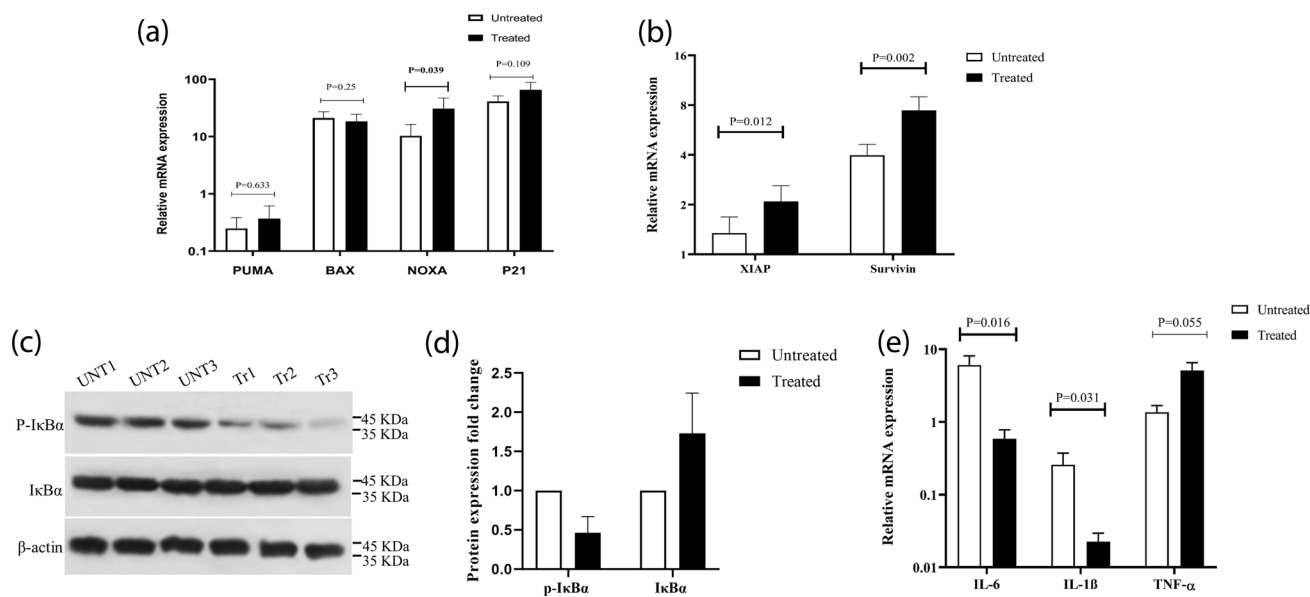 (a)
Untreated
Treated
Relative mRNA expression
100
10
1
0.1
P=0.633
P=0.25
P=0.039
P=0.109
PUMA BAX NOXA P21
(b)
Untreated
Treated
Relative mRNA expression
16
8
4
2
1
P=0.012
P=0.002
XIAP Survivin
(c)
UNT1 UNT2 UNT3 Tr1 Tr2 Tr3
P-IκBα
45 KDa
35 KDa
IκBα
45 KDa
35 KDa
β-actin
45 KDa
35 KDa
(d)
Untreated
Treated
Protein expression fold change
2.5
2.0
1.5
1.0
0.5
0.0
p-IκBα IκBα
(e)
Untreated
Treated
Relative mRNA expression
10
1
0.1
0.01
P=0.016
P=0.031
P=0.055
IL-6 IL-1ß TNF-α